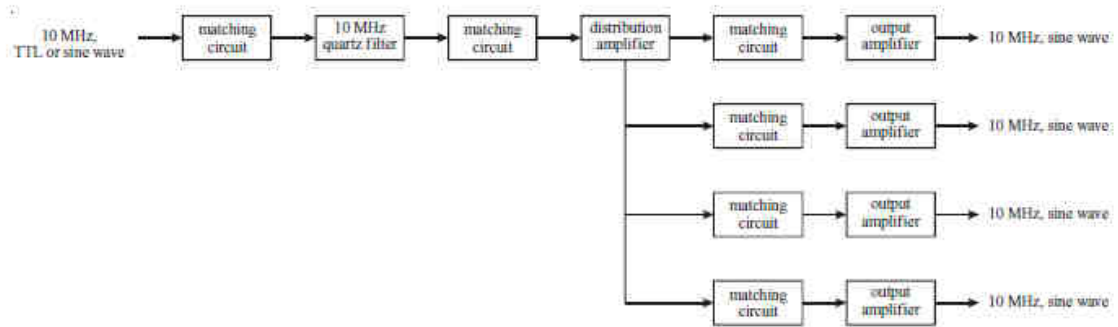 10 MHz,
TTL or sine wave
matching
circuit
10 MHz
quartz filter
matching
circuit
distribution
amplifier
matching
circuit
output
amplifier
10 MHz, sine wave
matching
circuit
output
amplifier
10 MHz, sine wave
matching
circuit
output
amplifier
10 MHz, sine wave
matching
circuit
output
amplifier
10 MHz, sine wave